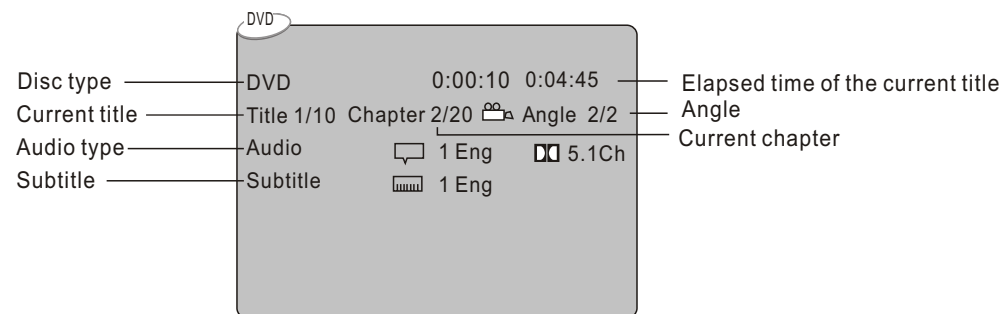 DVD
Disc type DVD 0:00:10 0:04:45 Elapsed time of the current title
Current title Title 1/10 Chapter 2/20 Angle 2/2 Angle
Current chapter
Audio type Audio 1 Eng 5.1Ch
Subtitle Subtitle 1 Eng